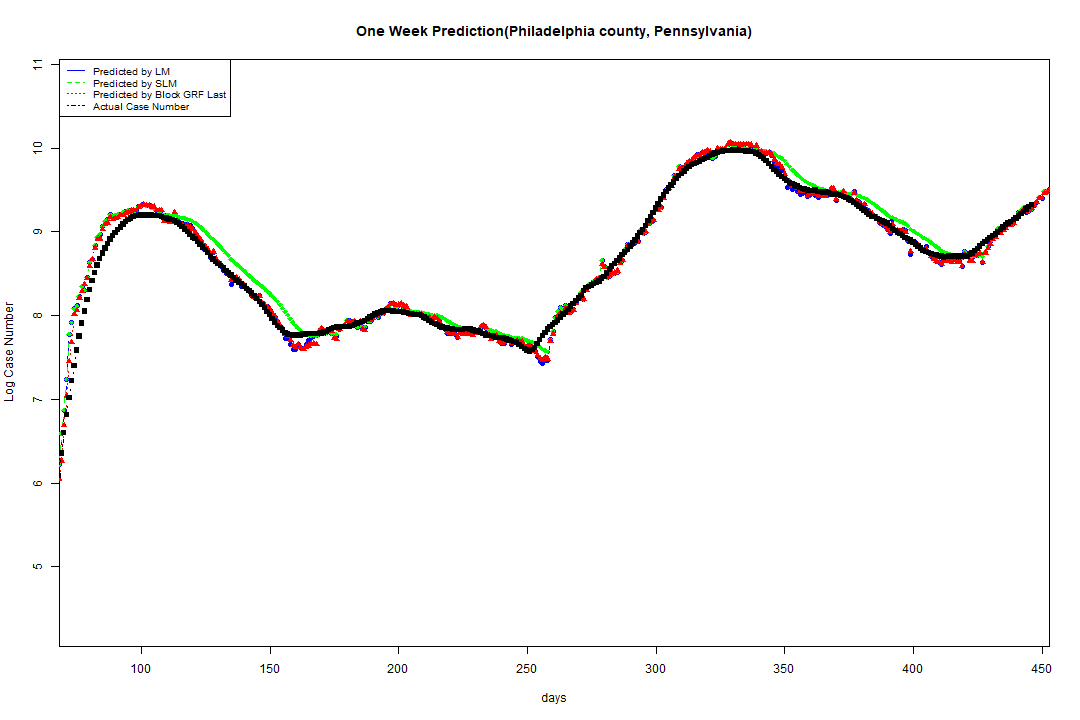 One Week Prediction(Philadelphia county, Pennsylvania)
Predicted by LM
Predicted by SLM
Predicted by Block GRF Last
Actual Case Number
11
10
9
8
7
6
5
Log Case Number
100 150 200 250 300 350 400 450
days